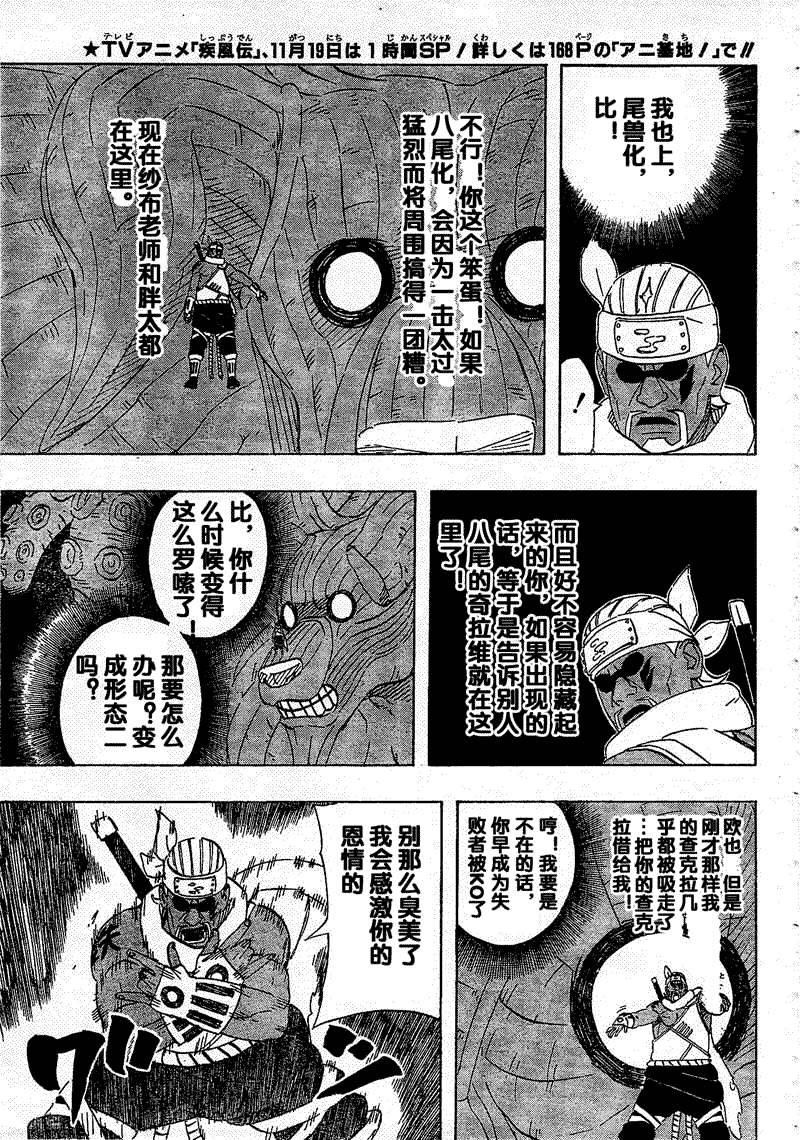 ★TVアニメ「疾風伝」、11月19日は1時間SP!詳しくは168Pの「アニ基地!」で!!
我也上,
尾兽化,
比!
!
不行!你这个笨蛋!如果
八尾化,会因为一击太过
猛烈而将周围搞得一团糟。
现在纱布老师和胖太都
在这里。
而且好不容易隐藏起
来的你,如果出现的
话,等于是告诉别人
八尾的奇拉维就在这
里了!
比,你什
么时候变得
这么罗嗦了!
那要怎么
办呢?变
成形态二
吗?
欧也 但是
刚才那样我
的查克拉几
乎都被吸走了
…把你的查克
拉借给我!
哼!我要是
不在的话,
你早成为失
败者被KO了
别那么臭美了
我会感激你的
恩情的
グッ